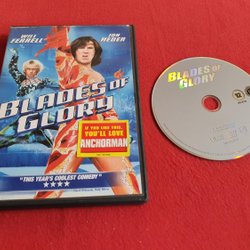 WILL FERRELL
JON HEDER
BLADES OF
GLORY
IF YOU LIKE THIS,
YOU'LL LOVE
ANCHORMAN
"THIS YEAR'S COOLEST COMEDY"
BLADES OF
GLORY